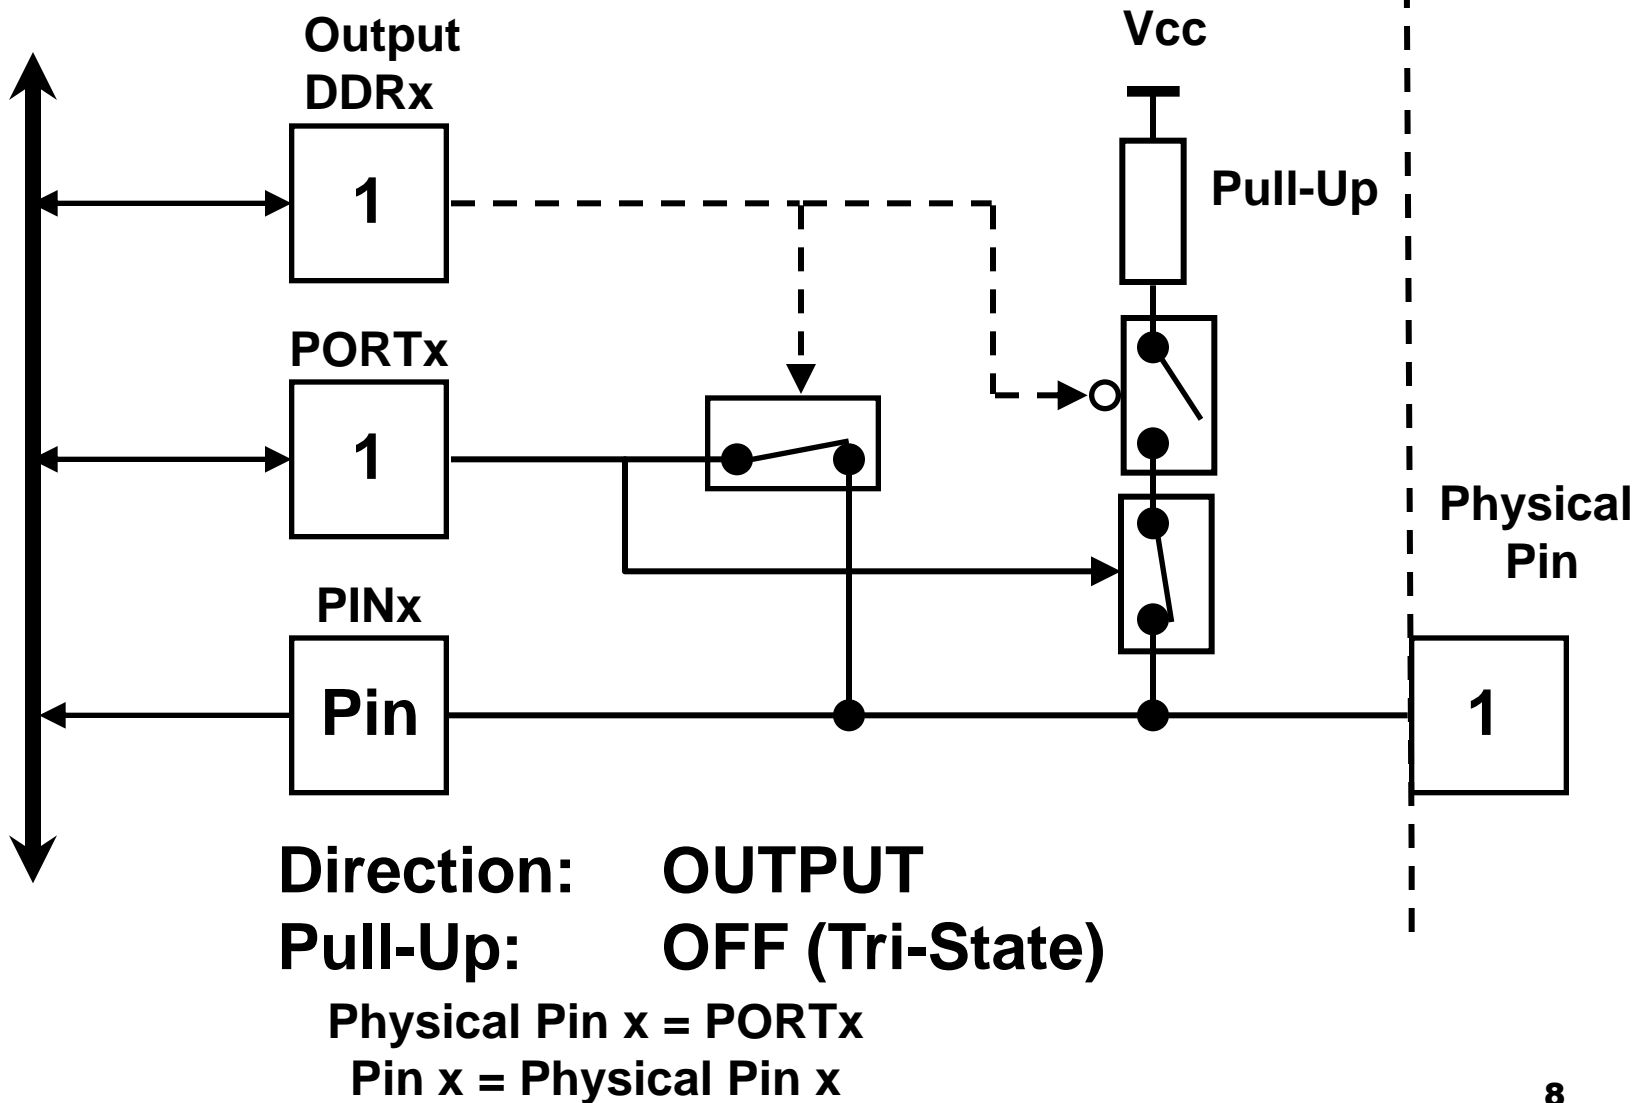 Output
DDRx
1
Vcc
Pull-Up
PORTx
1
Physical
Pin
PINx
Pin
1
Direction: OUTPUT
Pull-Up: OFF (Tri-State)
Physical Pin x = PORTx
Pin x = Physical Pin x
8